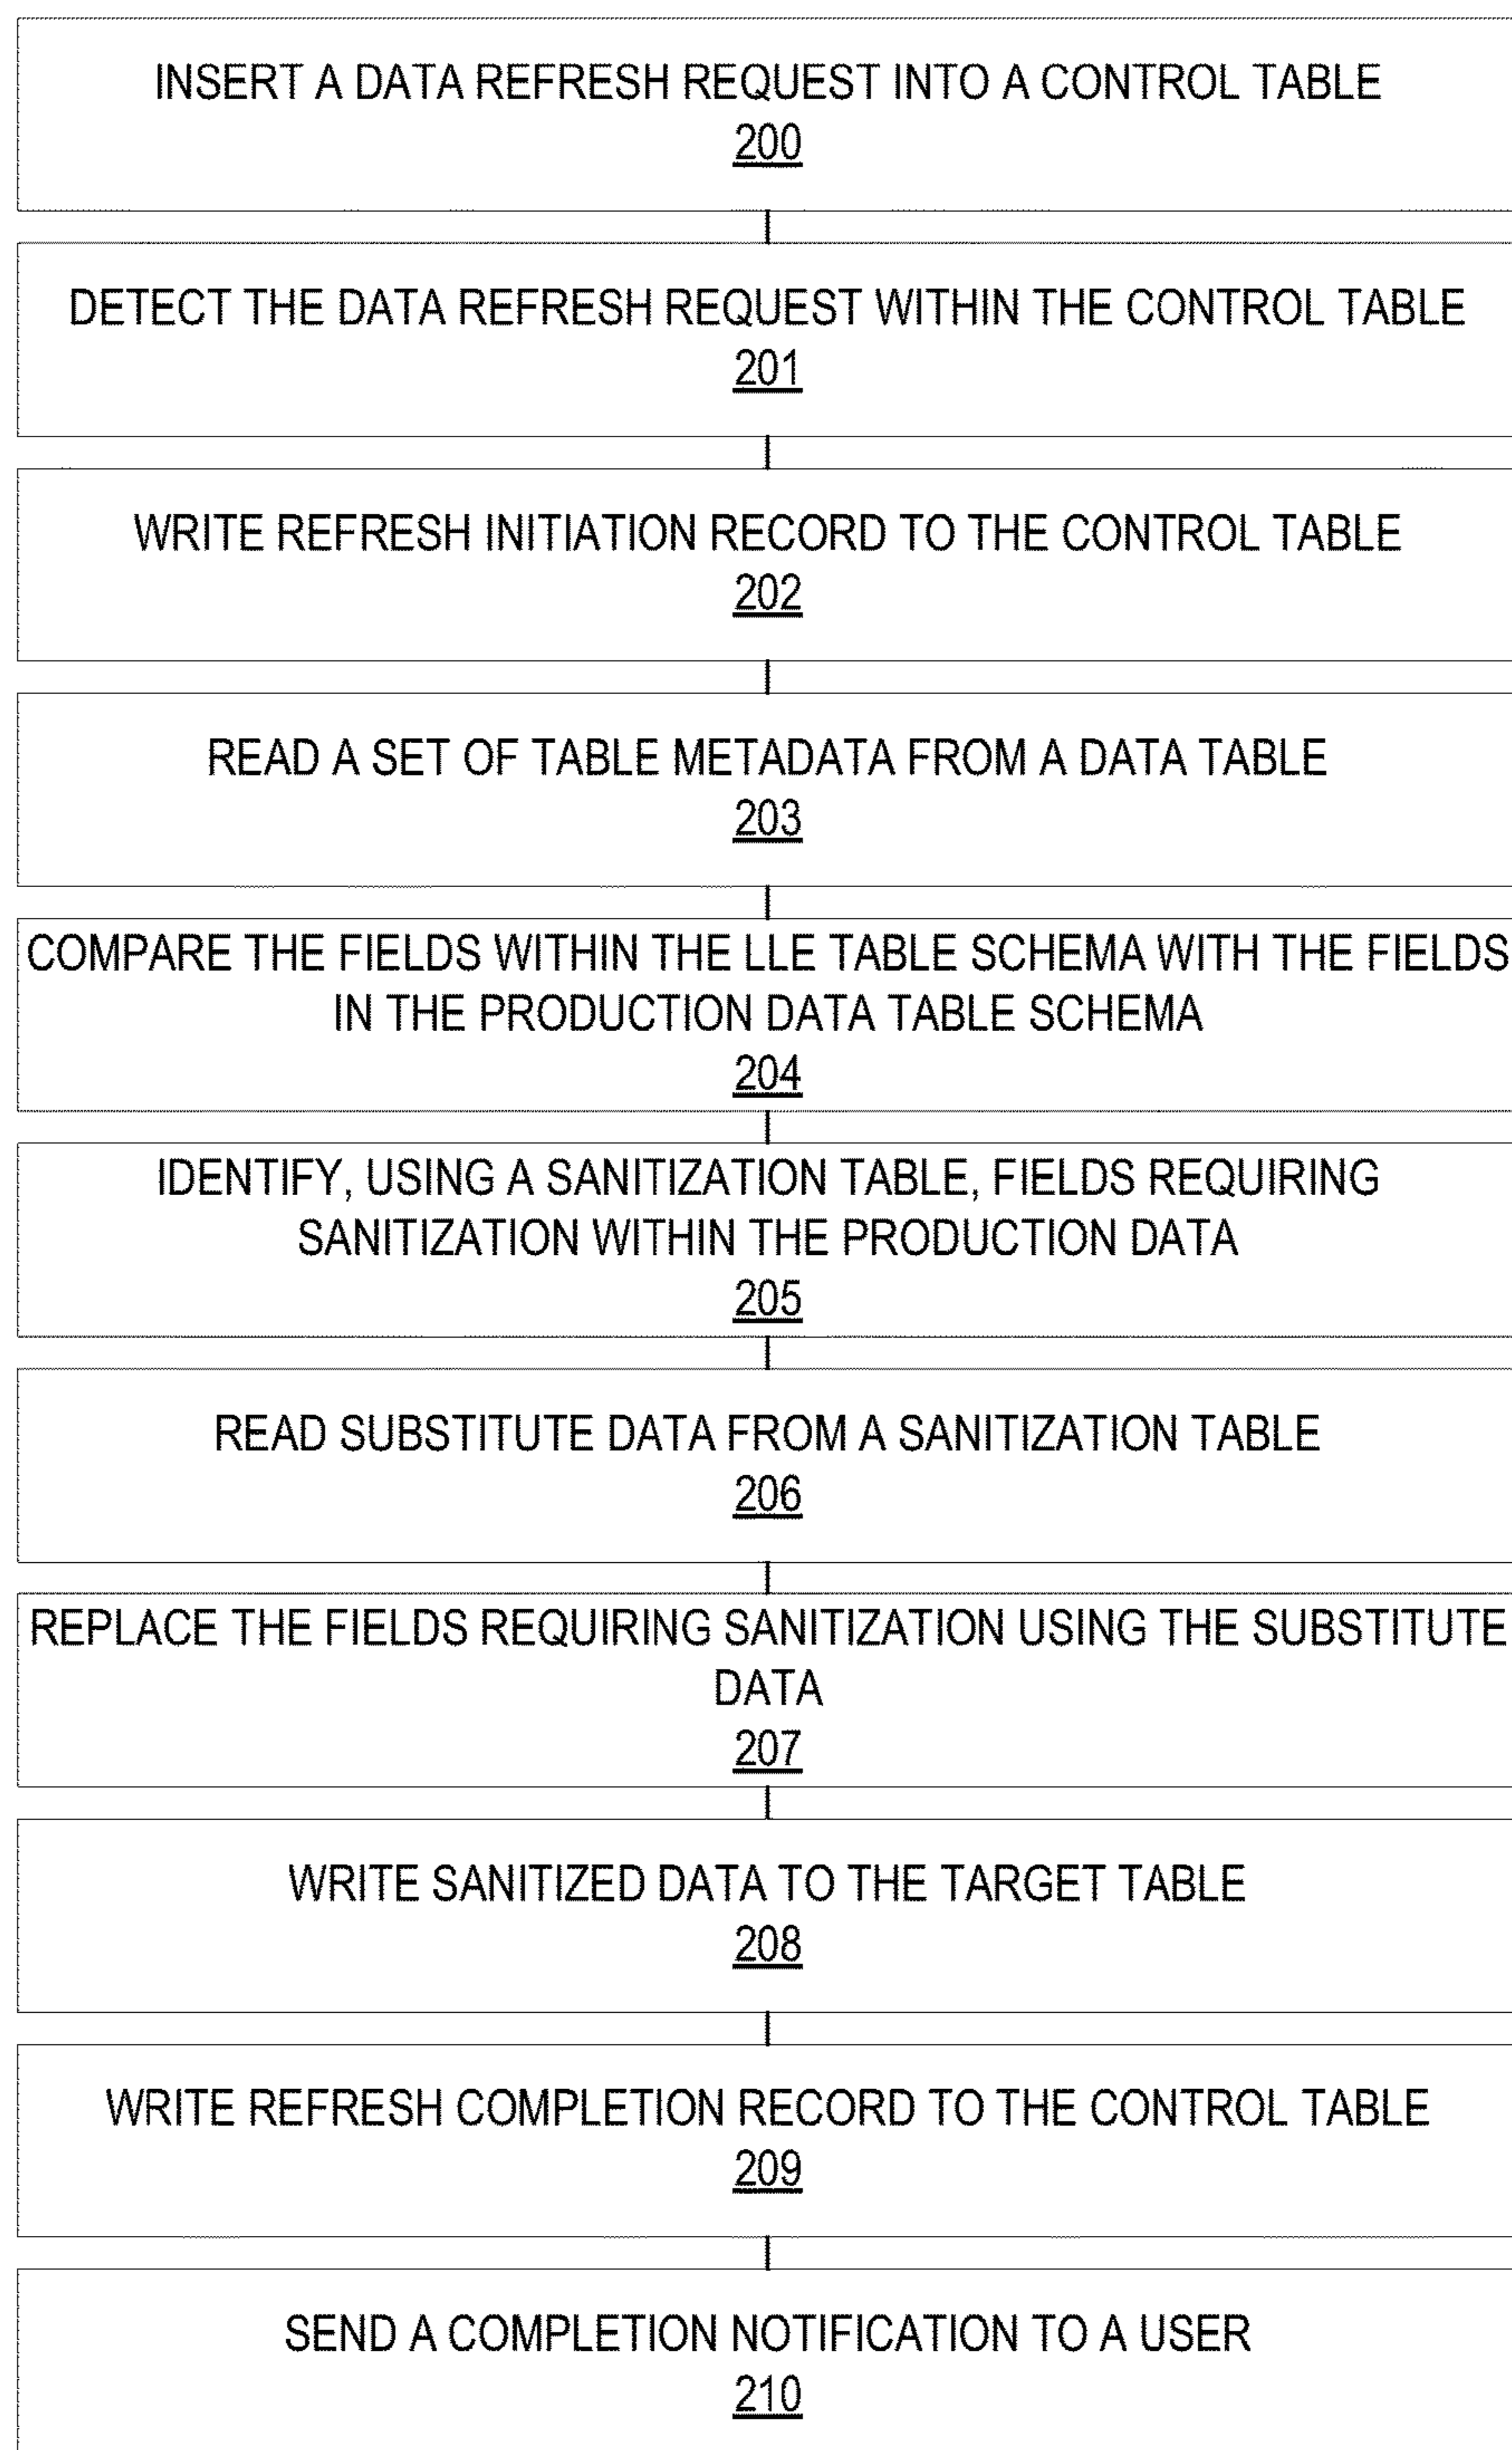 INSERT A DATA REFRESH REQUEST INTO A CONTROL TABLE
200
DETECT THE DATA REFRESH REQUEST WITHIN THE CONTROL TABLE
201
WRITE REFRESH INITIATION RECORD TO THE CONTROL TABLE
202
READ A SET OF TABLE METADATA FROM A DATA TABLE
203
COMPARE THE FIELDS WITHIN THE LLE TABLE SCHEMA WITH THE FIELDS
IN THE PRODUCTION DATA TABLE SCHEMA
204
IDENTIFY, USING A SANITIZATION TABLE, FIELDS REQUIRING
SANITIZATION WITHIN THE PRODUCTION DATA
205
READ SUBSTITUTE DATA FROM A SANITIZATION TABLE
206
REPLACE THE FIELDS REQUIRING SANITIZATION USING THE SUBSTITUTE
DATA
207
WRITE SANITIZED DATA TO THE TARGET TABLE
208
WRITE REFRESH COMPLETION RECORD TO THE CONTROL TABLE
209
SEND A COMPLETION NOTIFICATION TO A USER
210